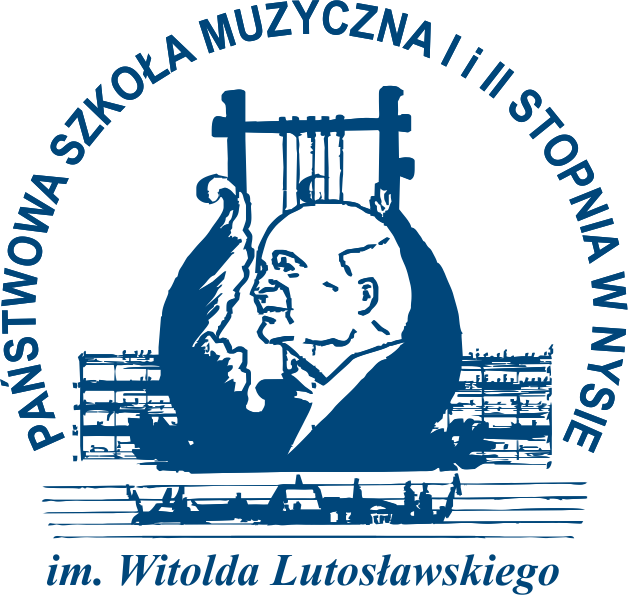 PAŃSTWOWA SZKOŁA MUZYCZNA I i II STOPNIA W NYSIE
im. Witolda Lutosławskiego